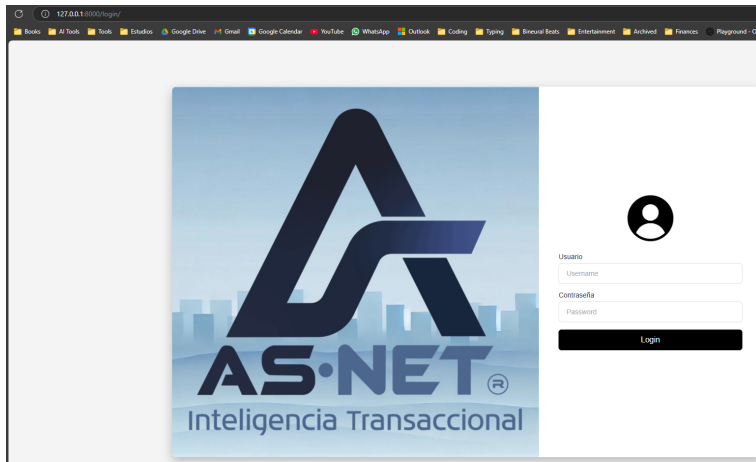 127.0.0.1:8000/login/
Books AI Tools Tools Estudios Google Drive Gmail Google Calendar YouTube WhatsApp Outlook Coding Typing Bineural Beats Entertainment Archived Finances Playground - O
AS•NET ®
Inteligencia Transaccional
Usuario
Username
Contraseña
Password
Login